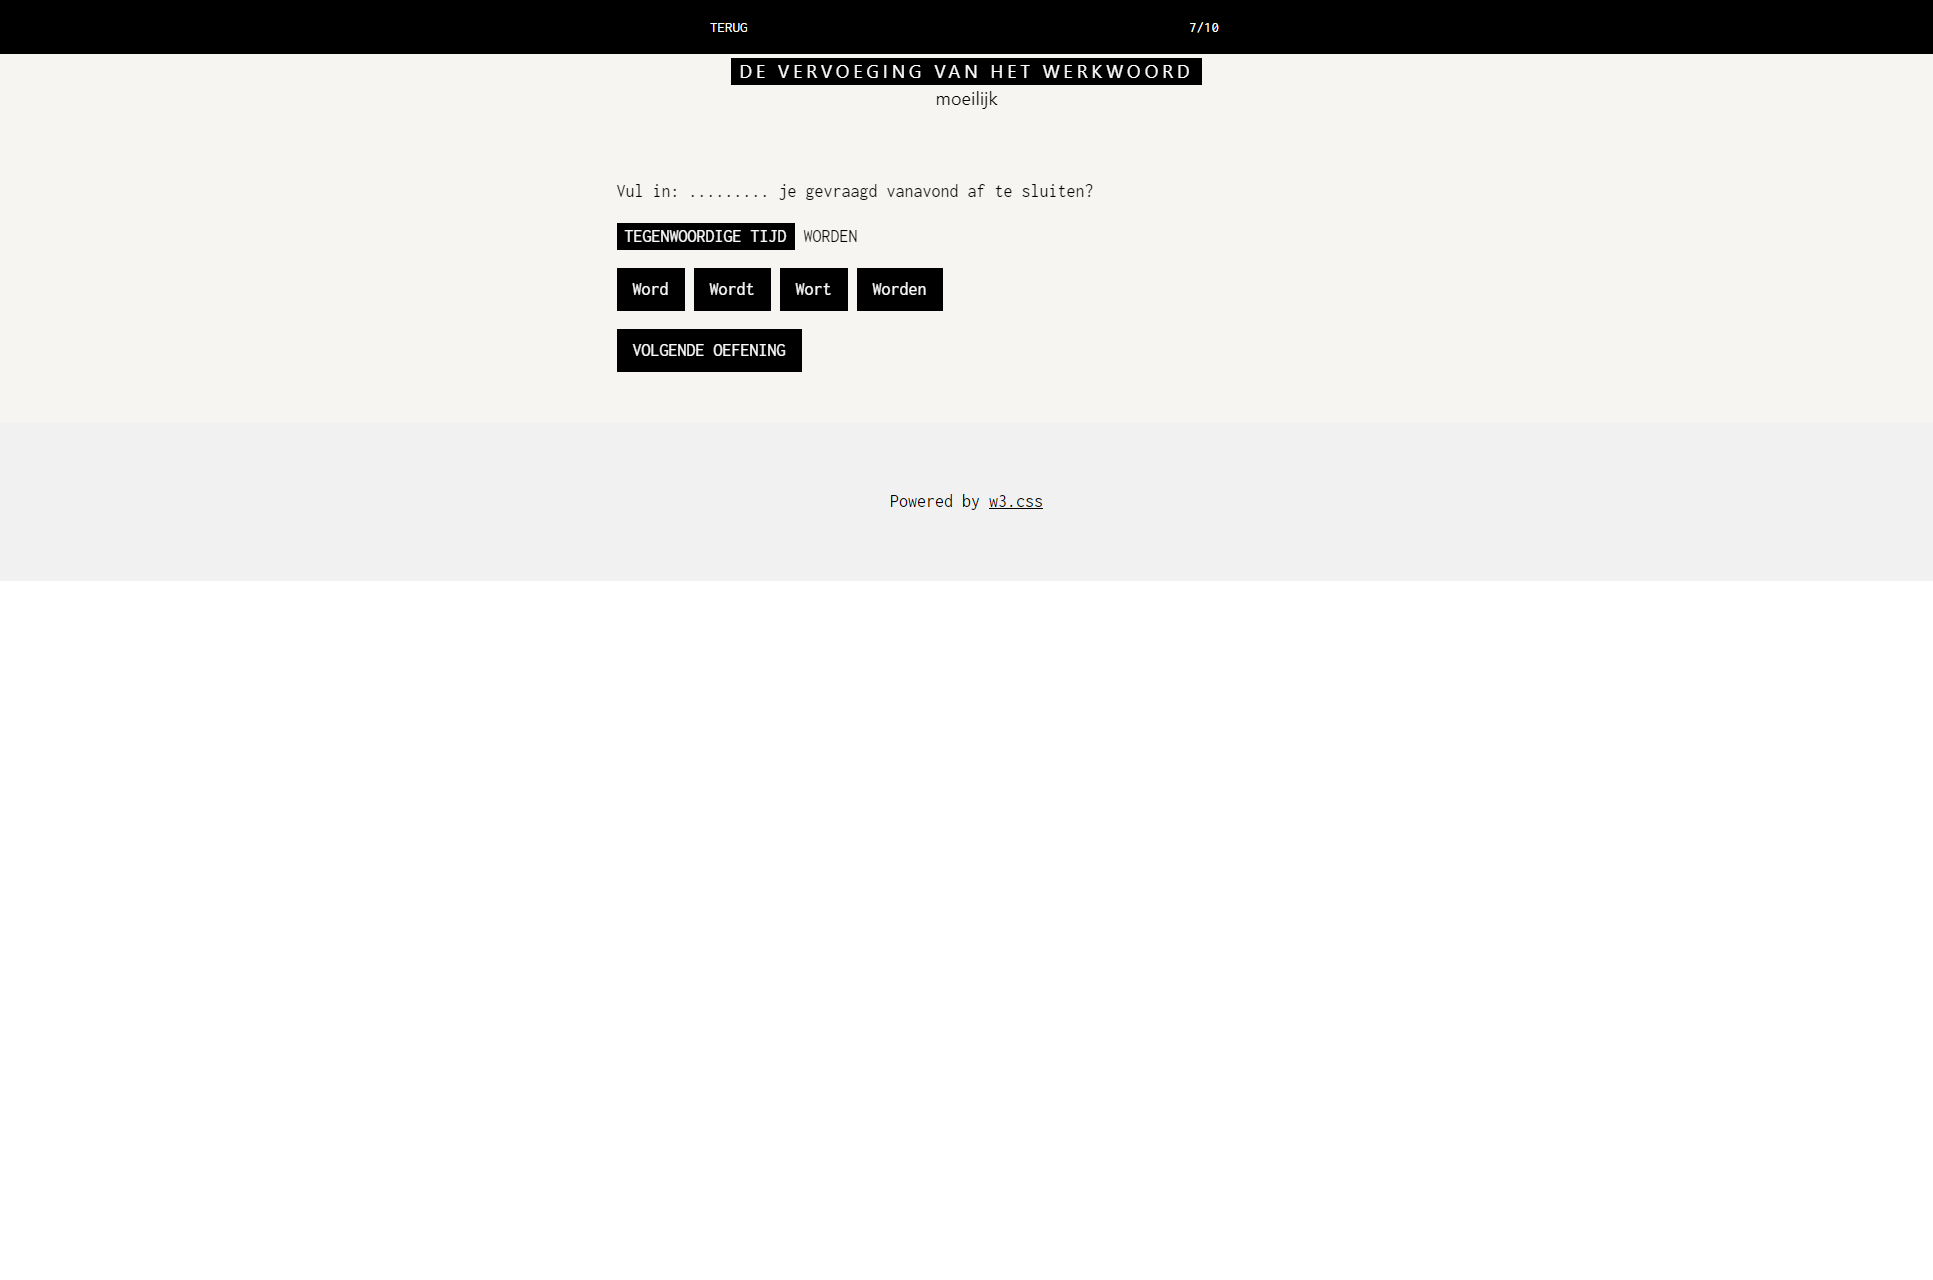 TERUG 7/10
DE VERVOEGING VAN HET WERKWOORD
moeilijk
Vul in: ......... je gevraagd vanavond af te sluiten?
TEGENWOORDIGE TIJD WORDEN
Word Wordt Wort Worden
VOLGENDE OEFENING
Powered by w3.css